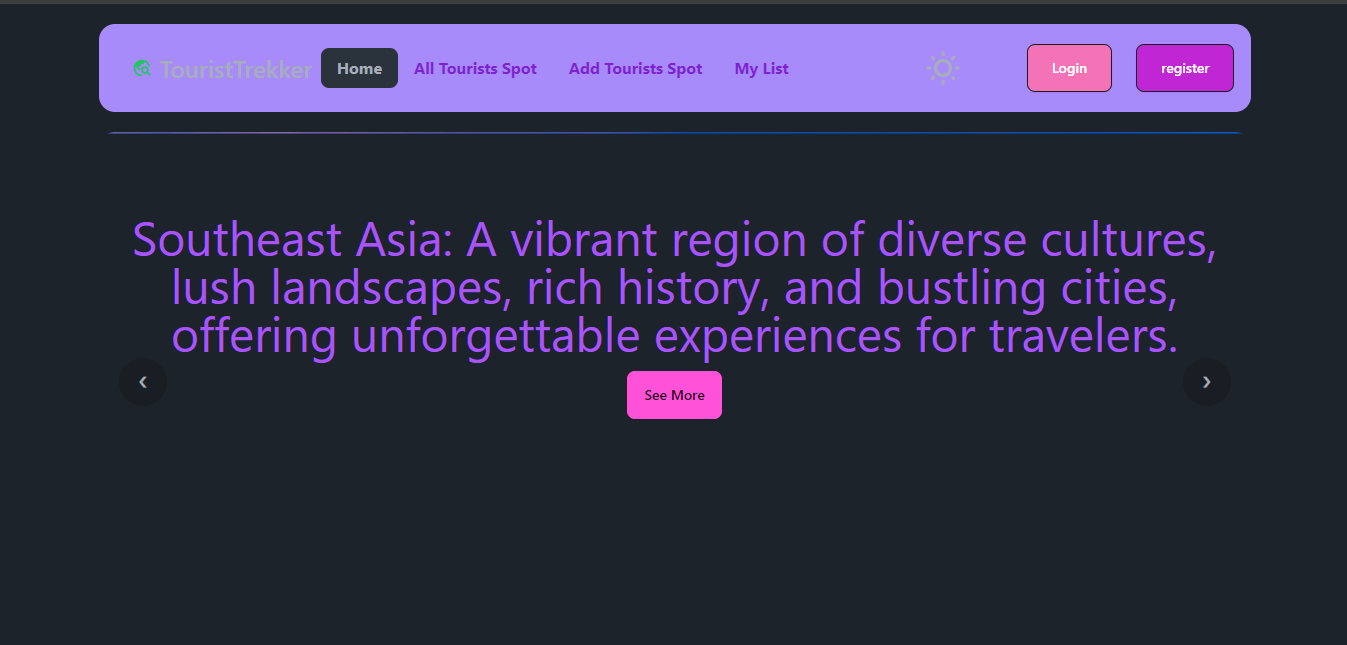 TouristTrekker Home All Tourists Spot Add Tourists Spot My List Login register
Southeast Asia: A vibrant region of diverse cultures,
lush landscapes, rich history, and bustling cities,
offering unforgettable experiences for travelers.
See More